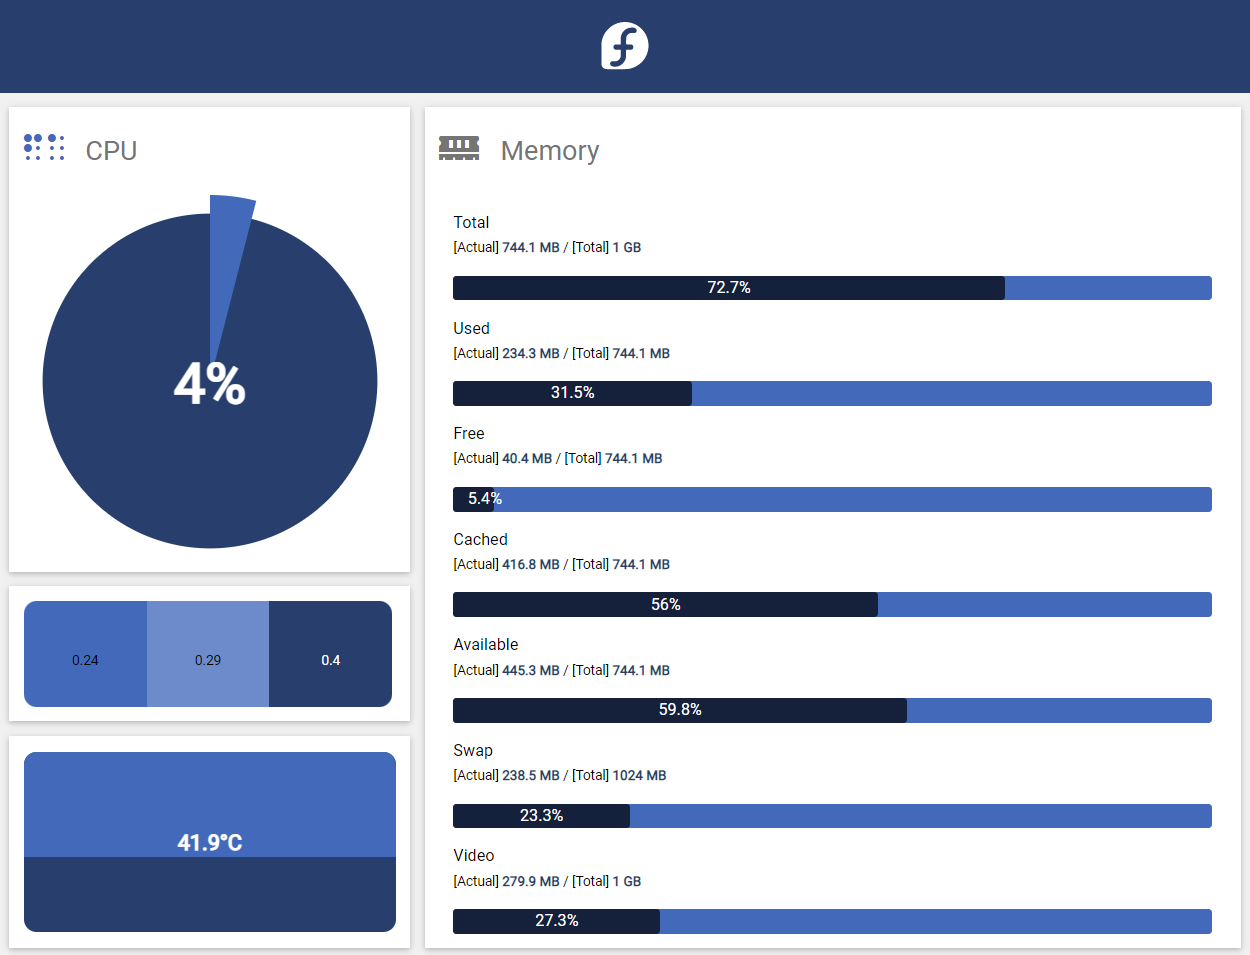 CPU
4%
0.24
0.29
0.4
41.9°C
Memory
Total
[Actual] 744.1 MB / [Total] 1 GB
72.7%
Used
[Actual] 234.3 MB / [Total] 744.1 MB
31.5%
Free
[Actual] 40.4 MB / [Total] 744.1 MB
5.4%
Cached
[Actual] 416.8 MB / [Total] 744.1 MB
56%
Available
[Actual] 445.3 MB / [Total] 744.1 MB
59.8%
Swap
[Actual] 238.5 MB / [Total] 1024 MB
23.3%
Video
[Actual] 279.9 MB / [Total] 1 GB
27.3%